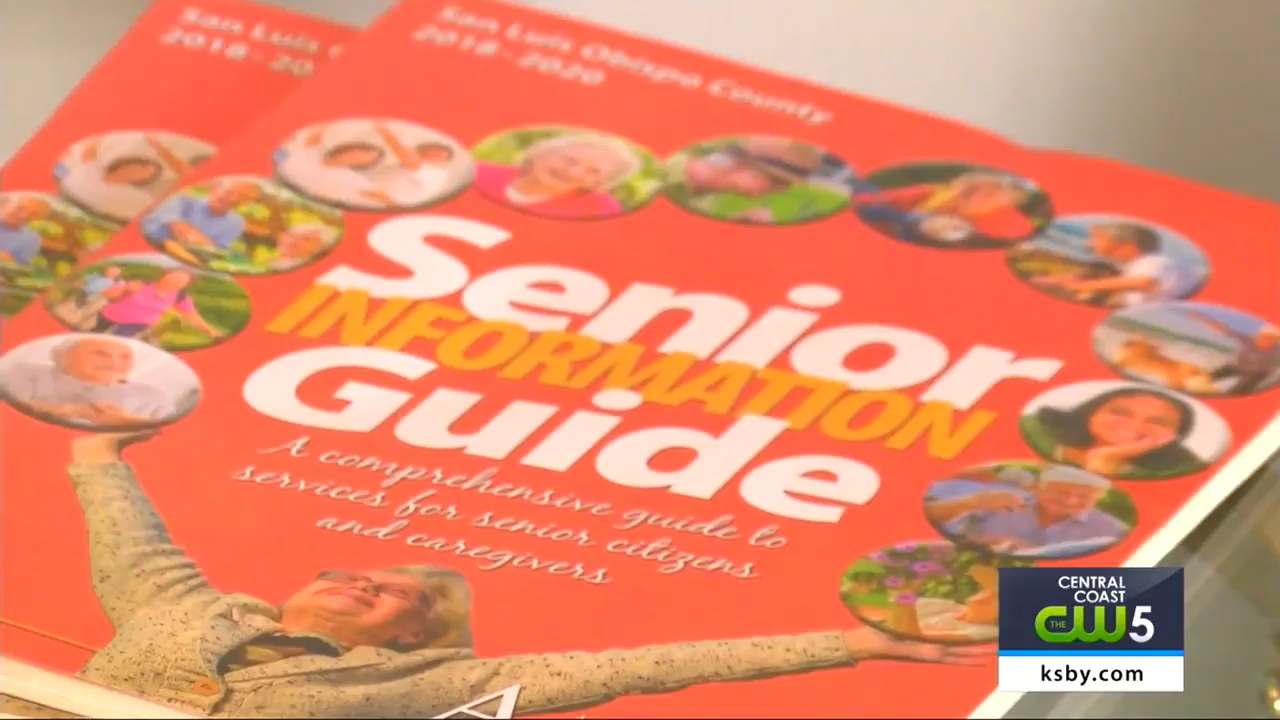 San Luis
2018-20
San Luis Obispo County
2018-2020
Senior
INFORMATION
Guide
A comprehensive guide to
services for senior citizens
and caregivers
A
CENTRAL
COAST
THE CW 5
ksby.com